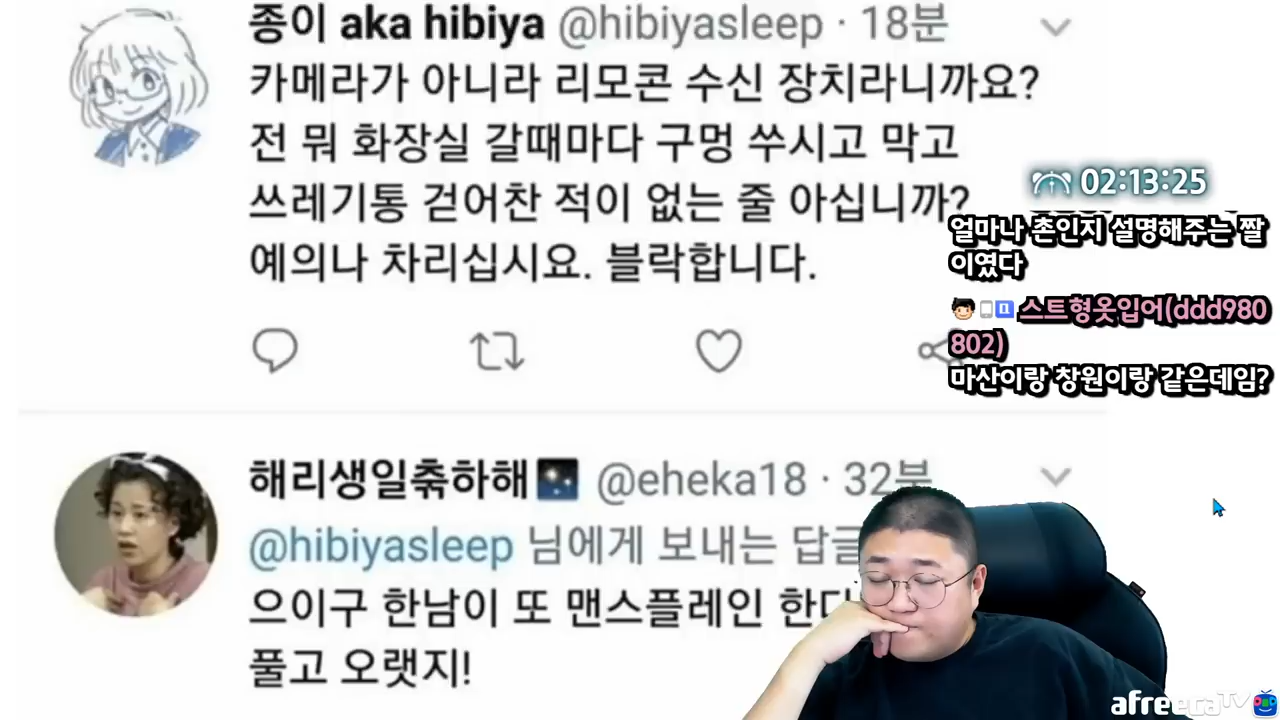 종이 aka hibiya @hibiyasleep · 18분
카메라가 아니라 리모콘 수신 장치라니까요?
전 뭐 화장실 갈때마다 구멍 쑤시고 막고
쓰레기통 걷어찬 적이 없는 줄 아십니까?
예의나 차리십시요. 블락합니다.
02:13:25
얼마나 촌인지 설명해주는 짤
이였다
스트형옷입어(ddd980
802)
마산이랑 창원이랑 같은데임?
해리생일츆하해 @eheka18 · 32분
@hibiyasleep 님에게 보내는 답글
으이구 한남이 또 맨스플레인 한다
풀고 오랫지!
afreecaTV